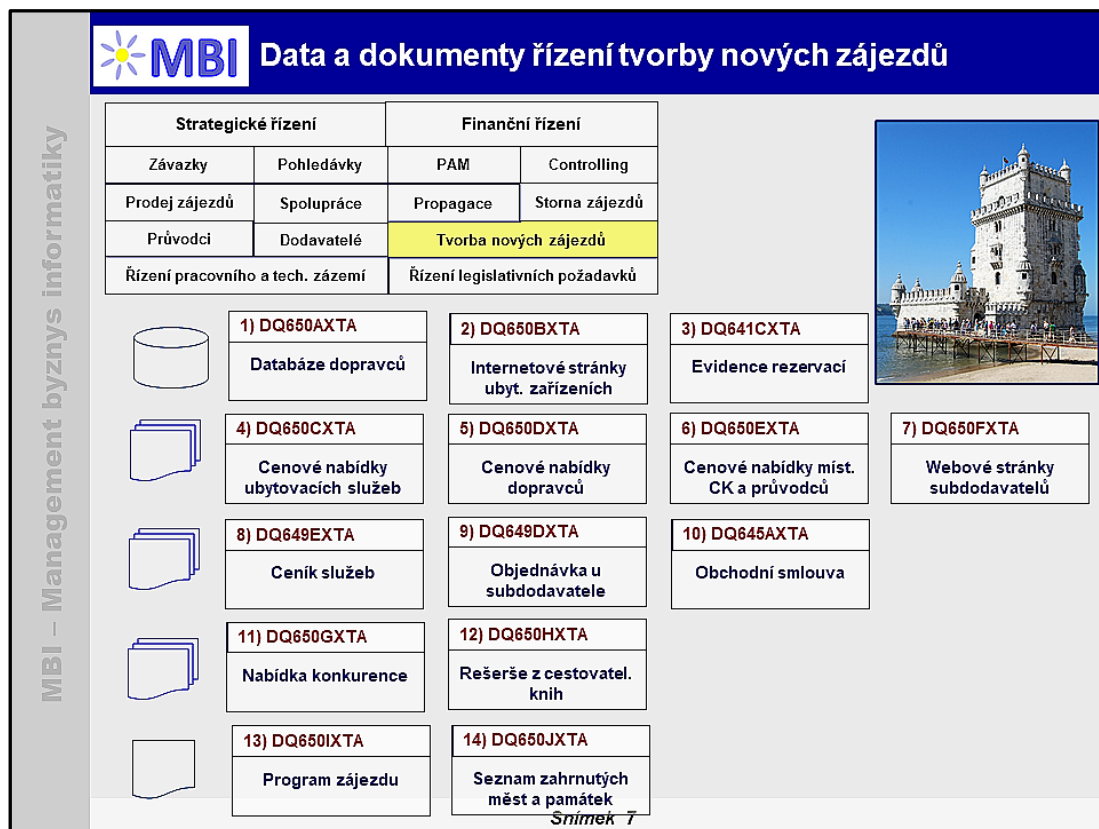 MBI
Data a dokumenty řízení tvorby nových zájezdů
MBI – Management byznys informatiky
Strategické řízení
Finanční řízení
Závazky
Pohledávky
PAM
Controlling
Prodej zájezdů
Spolupráce
Propagace
Storna zájezdů
Průvodci
Dodavatelé
Tvorba nových zájezdů
Řízení pracovního a tech. zázemí
Řízení legislativních požadavků
1) DQ650AXTA
Databáze dopravců
2) DQ650BXTA
Internetové stránky
ubyt. zařízeních
3) DQ641CXTA
Evidence rezervací
4) DQ650CXTA
Cenové nabídky
ubytovacích služeb
5) DQ650DXTA
Cenové nabídky
dopravců
6) DQ650EXTA
Cenové nabídky míst.
CK a průvodců
7) DQ650FXTA
Webové stránky
subdodavatelů
8) DQ649EXTA
Ceník služeb
9) DQ649DXTA
Objednávka u
subdodavatele
10) DQ645AXTA
Obchodní smlouva
11) DQ650GXTA
Nabídka konkurence
12) DQ650HXTA
Rešerše z cestovatel.
knih
13) DQ650IXTA
Program zájezdu
14) DQ650JXTA
Seznam zahrnutých
měst a památek
Snímek 7